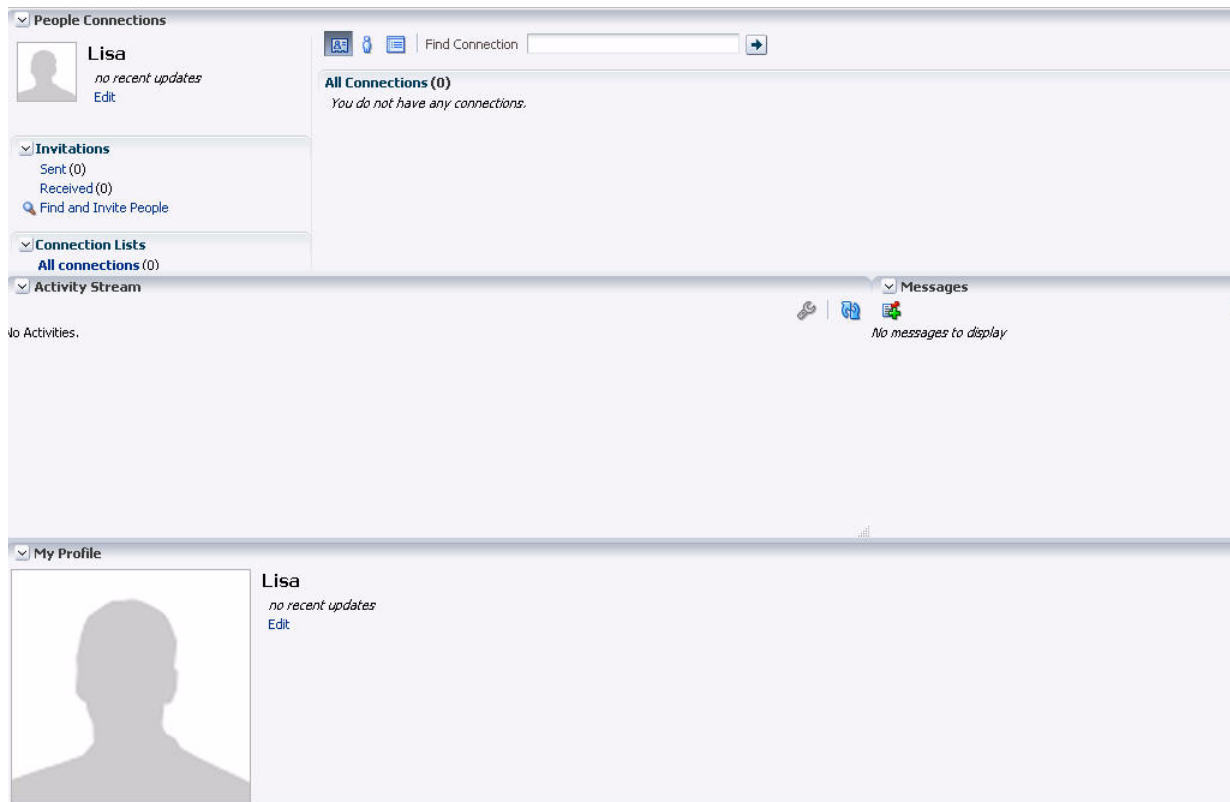 People Connections
Lisa
no recent updates
Edit
Find Connection
All Connections (0)
You do not have any connections.
Invitations
Sent (0)
Received (0)
Find and Invite People
Connection Lists
All connections (0)
Activity Stream
No Activities.
Messages
No messages to display
My Profile
Lisa
no recent updates
Edit